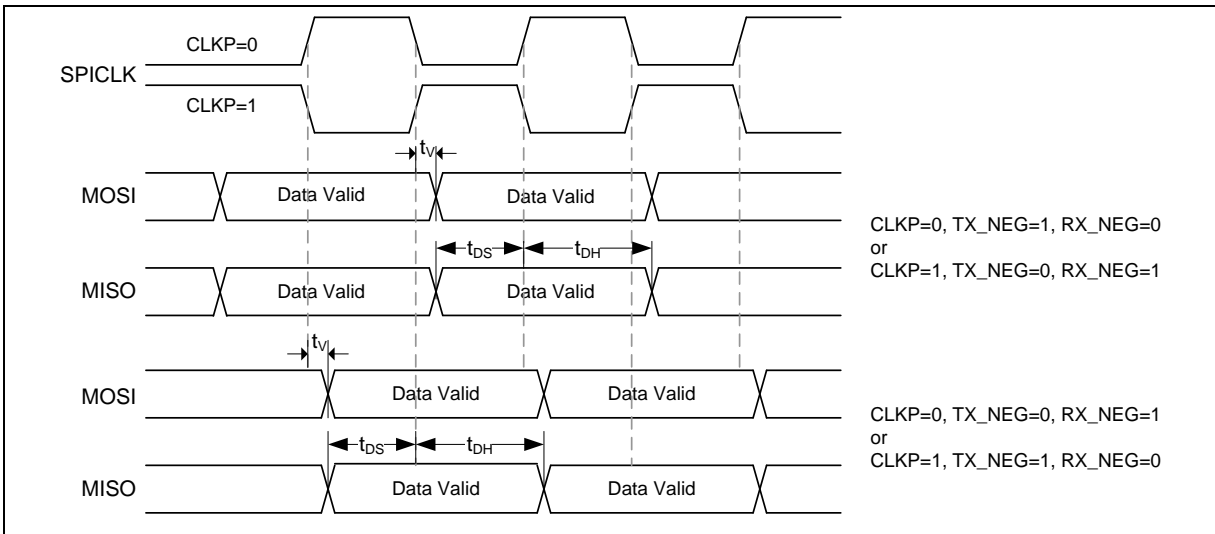 CLKP=0
SPICLK
CLKP=1
tV
MOSI
Data Valid
Data Valid
CLKP=0, TX_NEG=1, RX_NEG=0
or
CLKP=1, TX_NEG=0, RX_NEG=1
tDS
tDH
MISO
Data Valid
Data Valid
tV
MOSI
Data Valid
Data Valid
CLKP=0, TX_NEG=0, RX_NEG=1
or
CLKP=1, TX_NEG=1, RX_NEG=0
tDS
tDH
MISO
Data Valid
Data Valid